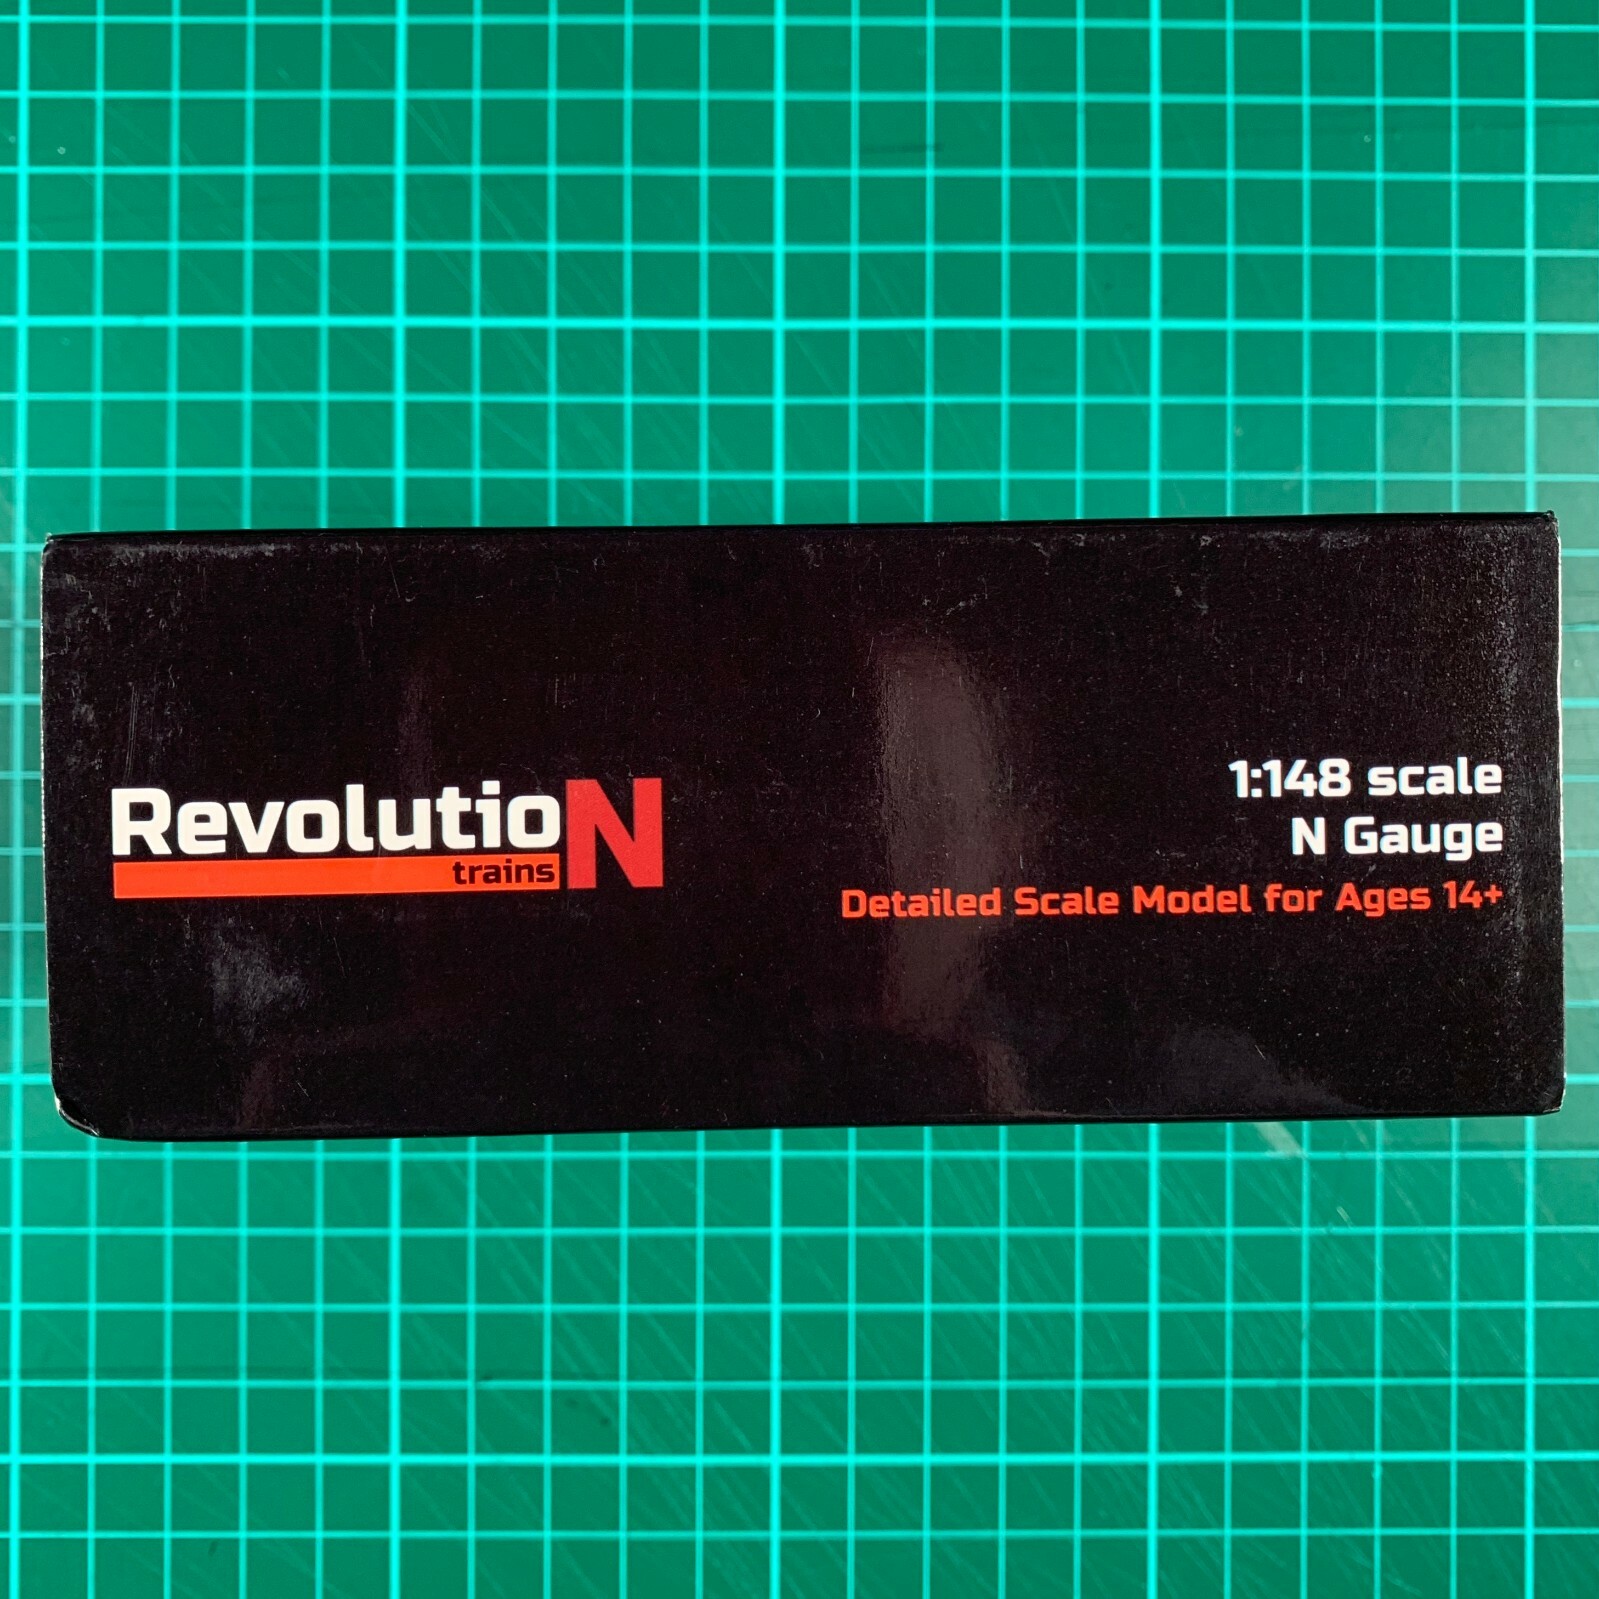 RevolutioN
trains
1:148 scale
N Gauge
Detailed Scale Model for Ages 14+